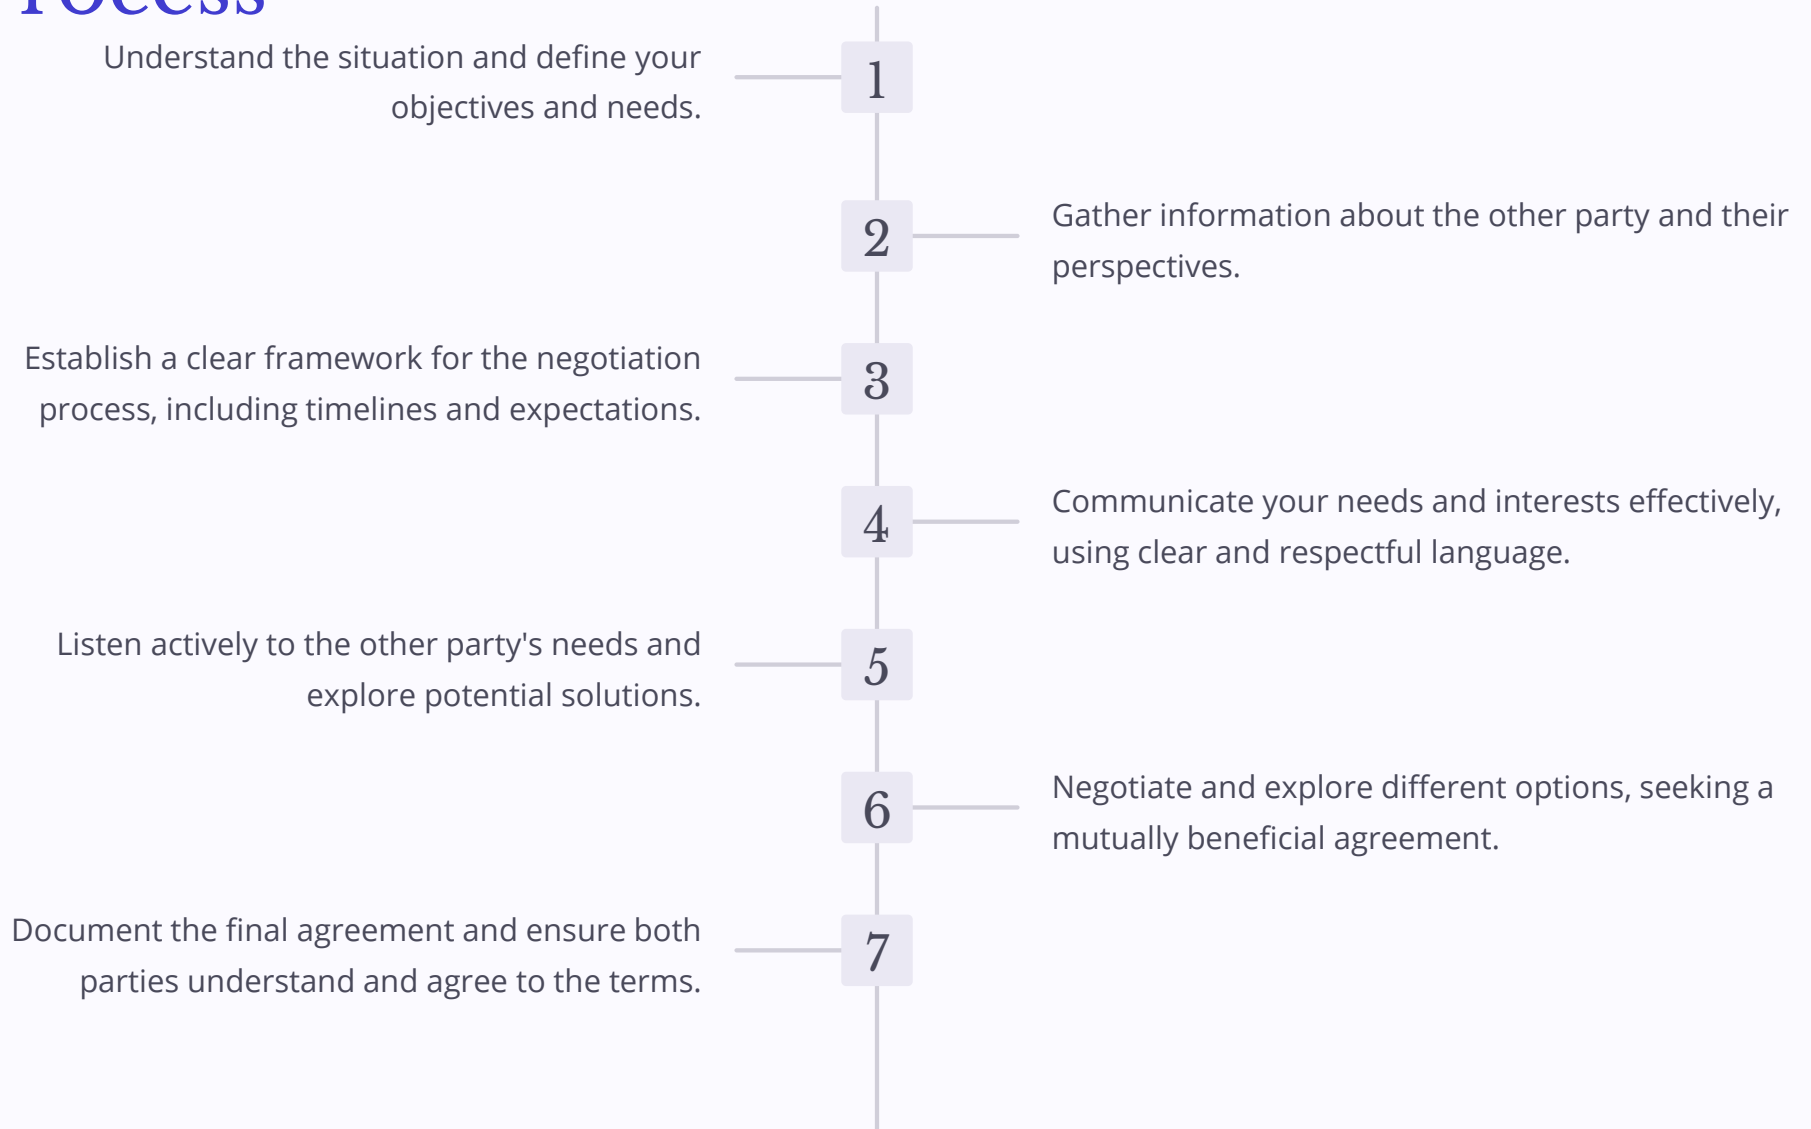 1
Understand the situation and define your
objectives and needs.
2
Gather information about the other party and their
perspectives.
3
Establish a clear framework for the negotiation
process, including timelines and expectations.
4
Communicate your needs and interests effectively,
using clear and respectful language.
5
Listen actively to the other party's needs and
explore potential solutions.
6
Negotiate and explore different options, seeking a
mutually beneficial agreement.
7
Document the final agreement and ensure both
parties understand and agree to the terms.